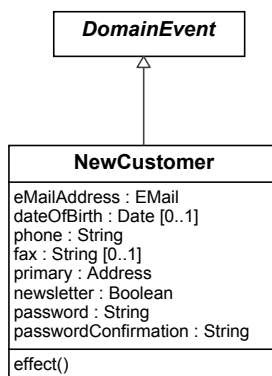 DomainEvent
NewCustomer
eMailAddress : EMail
dateOfBirth : Date [0..1]
phone : String
fax : String [0..1]
primary : Address
newsletter : Boolean
password : String
passwordConfirmation : String
effect()